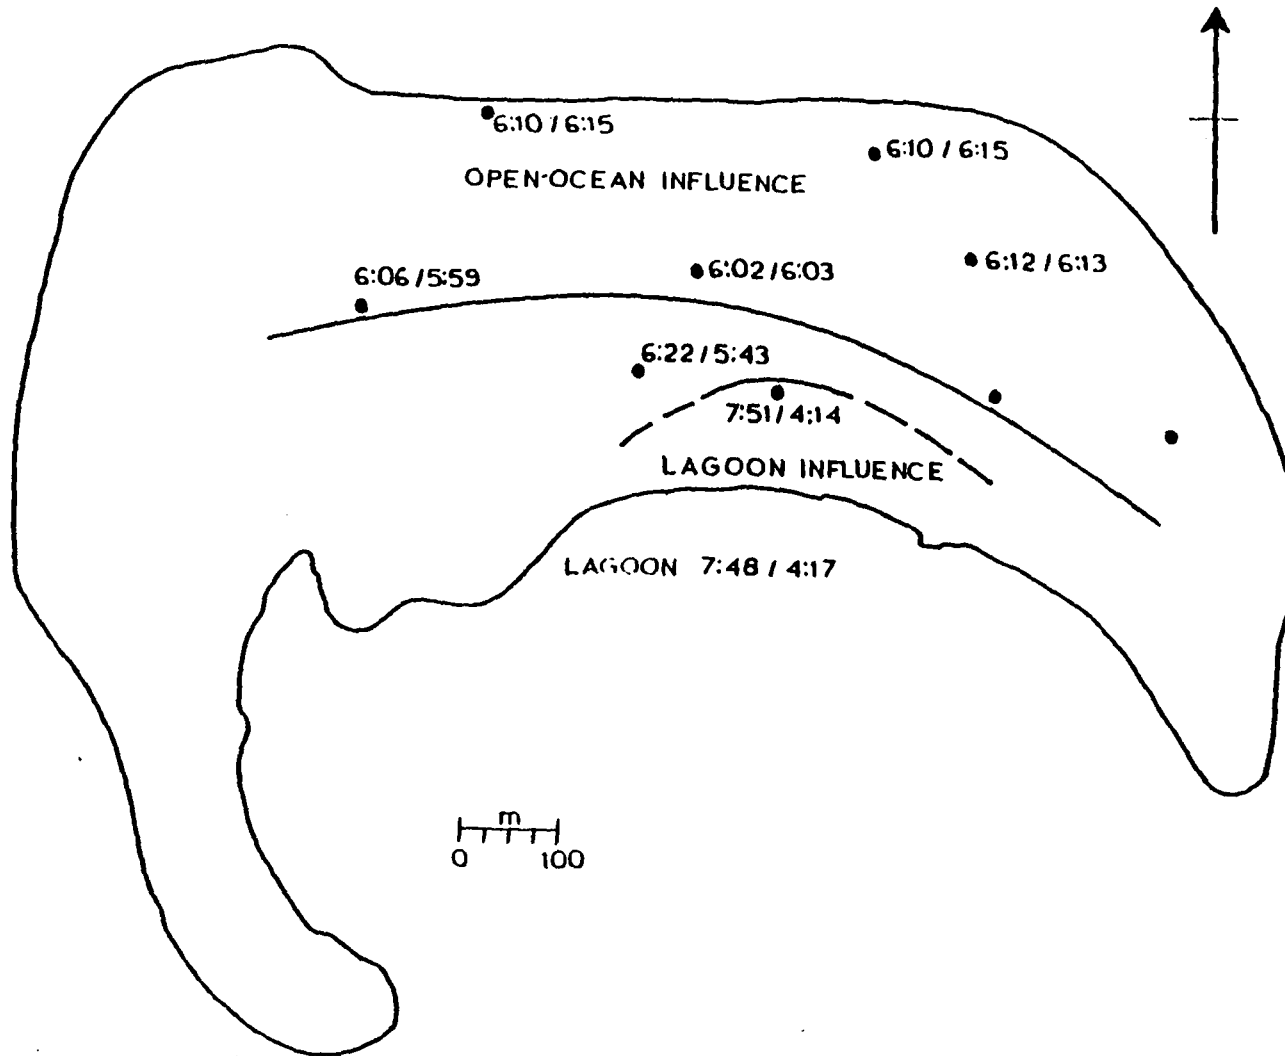 6:10 / 6:15
6:10 / 6:15
OPEN-OCEAN INFLUENCE
6:06 / 5:59
6:02 / 6:03
6:12 / 6:13
6:22 / 5:43
7:51 / 4:14
LAGOON INFLUENCE
LAGOON 7:48 / 4:17
m
0 100